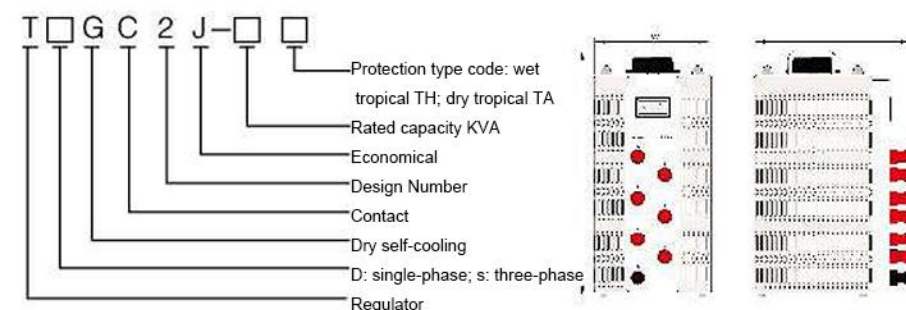 T□GC2J-□ □
Protection type code: wet
tropical TH; dry tropical TA
Rated capacity KVA
Economical
Design Number
Contact
Dry self-cooling
D: single-phase; s: three-phase
Regulator
W